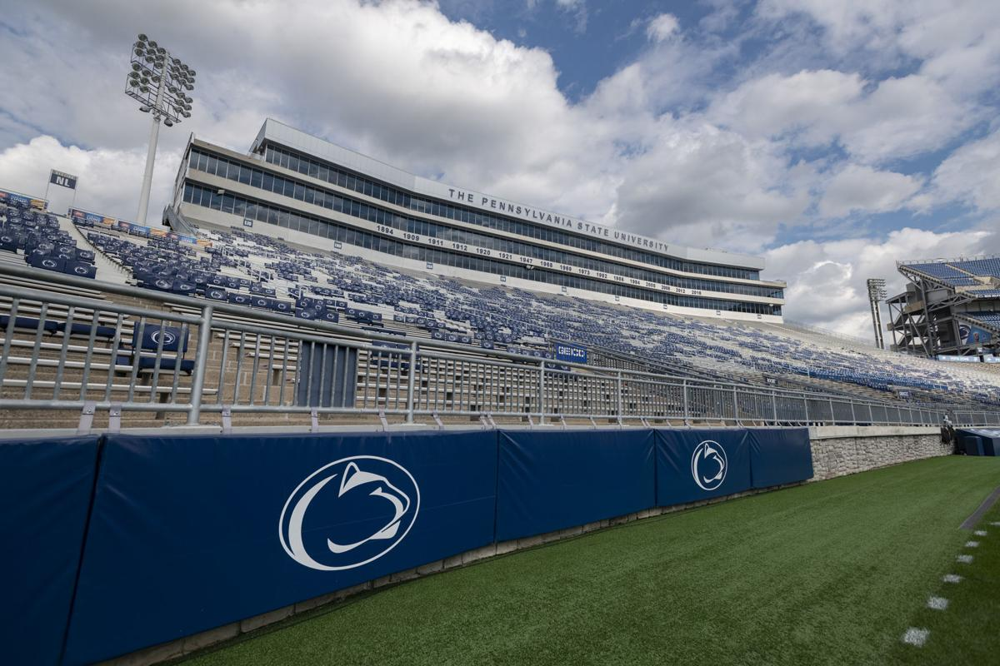 NL
THE PENNSYLVANIA STATE UNIVERSITY
1894 1909 1911 1912 1920 1921 1947 1968 1969 1973 1982 1986 1994 2005 2008 2012 2016
GEICO